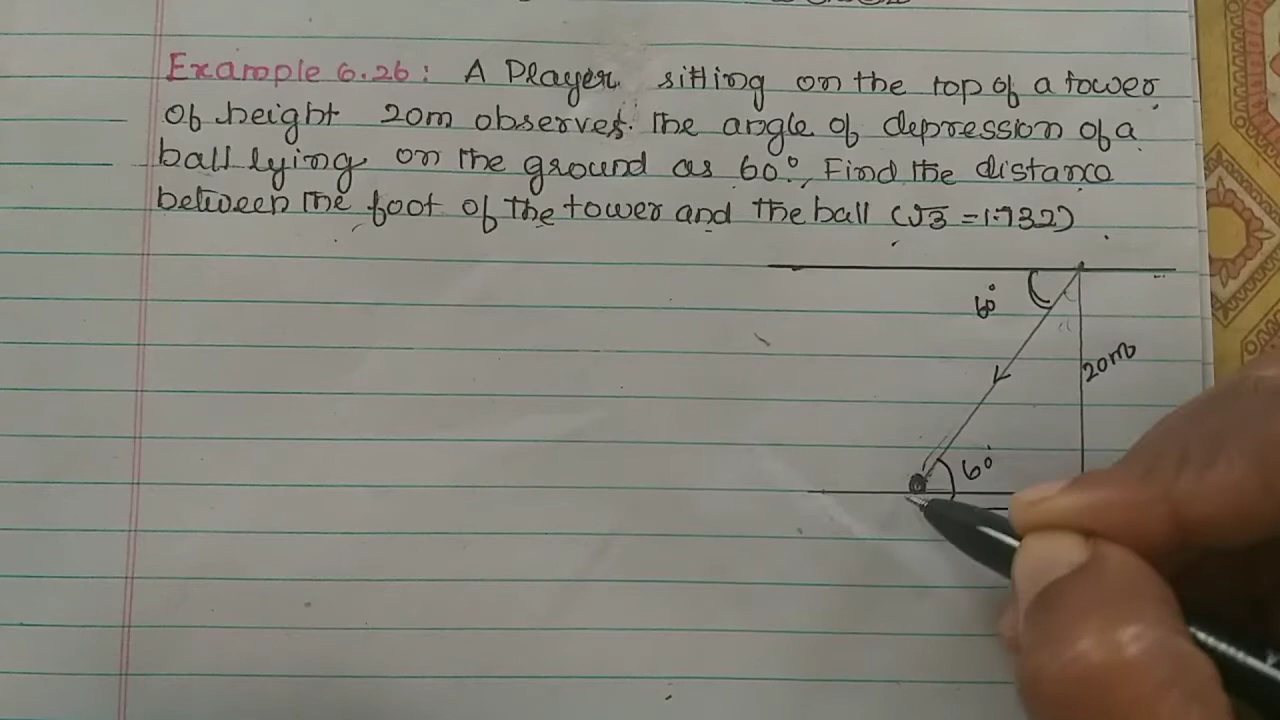 Example 6.26: A Player sitting on the top of a tower
of height 20m observes the angle of depression of a
ball lying on the ground as 60°. Find the distance
between the foot of the tower and the ball (√3 = 1.732)
60°
20m
60°